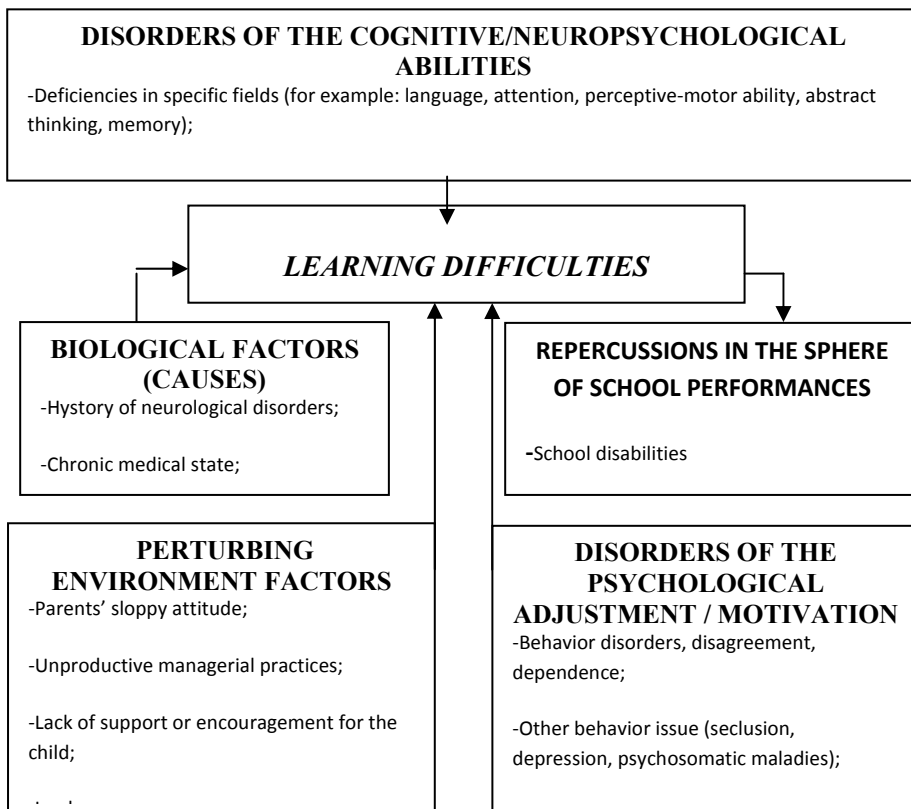 DISORDERS OF THE COGNITIVE/NEUROPSYCHOLOGICAL
ABILITIES
-Deficiencies in specific fields (for example: language, attention, perceptive-motor ability, abstract
thinking, memory);
LEARNING DIFFICULTIES
BIOLOGICAL FACTORS
(CAUSES)
-Hystory of neurological disorders;
-Chronic medical state;
REPERCUSSIONS IN THE SPHERE
OF SCHOOL PERFORMANCES
-School disabilities
PERTURBING
ENVIRONMENT FACTORS
-Parents’ sloppy attitude;
-Unproductive managerial practices;
-Lack of support or encouragement for the
child;
DISORDERS OF THE
PSYCHOLOGICAL
ADJUSTMENT / MOTIVATION
-Behavior disorders, disagreement,
dependence;
-Other behavior issue (seclusion,
depression, psychosomatic maladies);